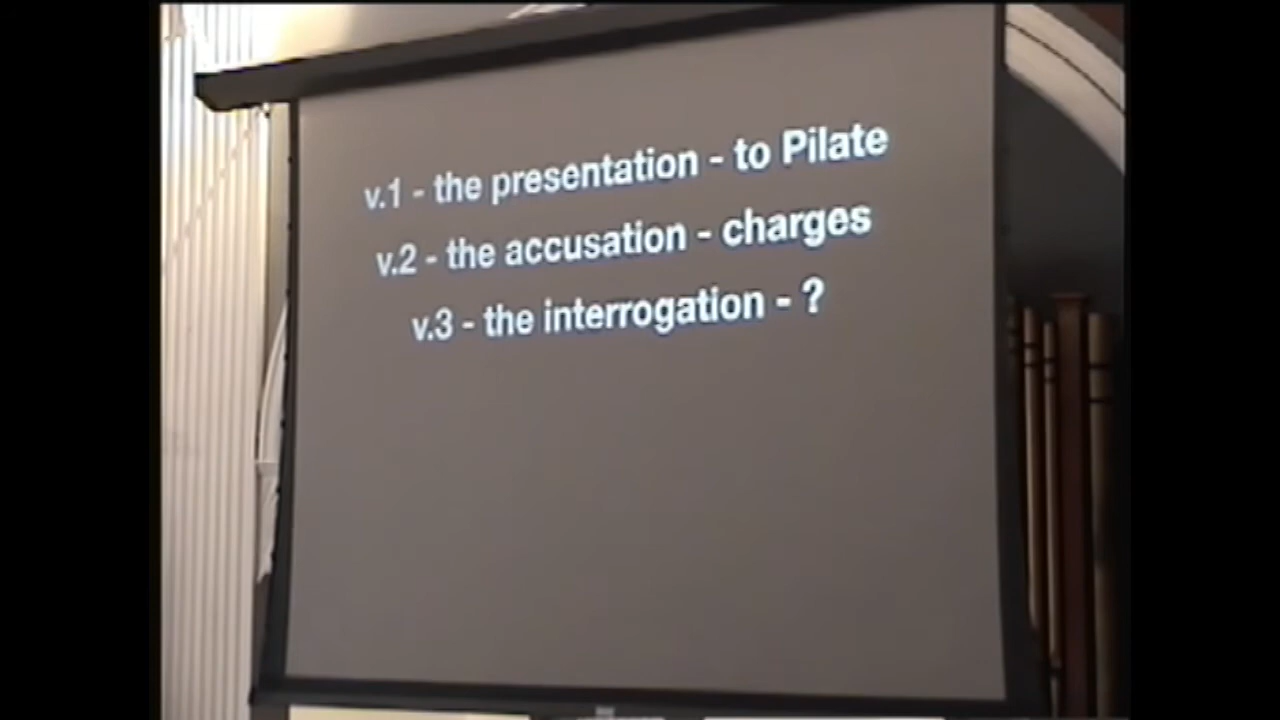 v.1 - the presentation - to Pilate
v.2 - the accusation - charges
v.3 - the interrogation - ?